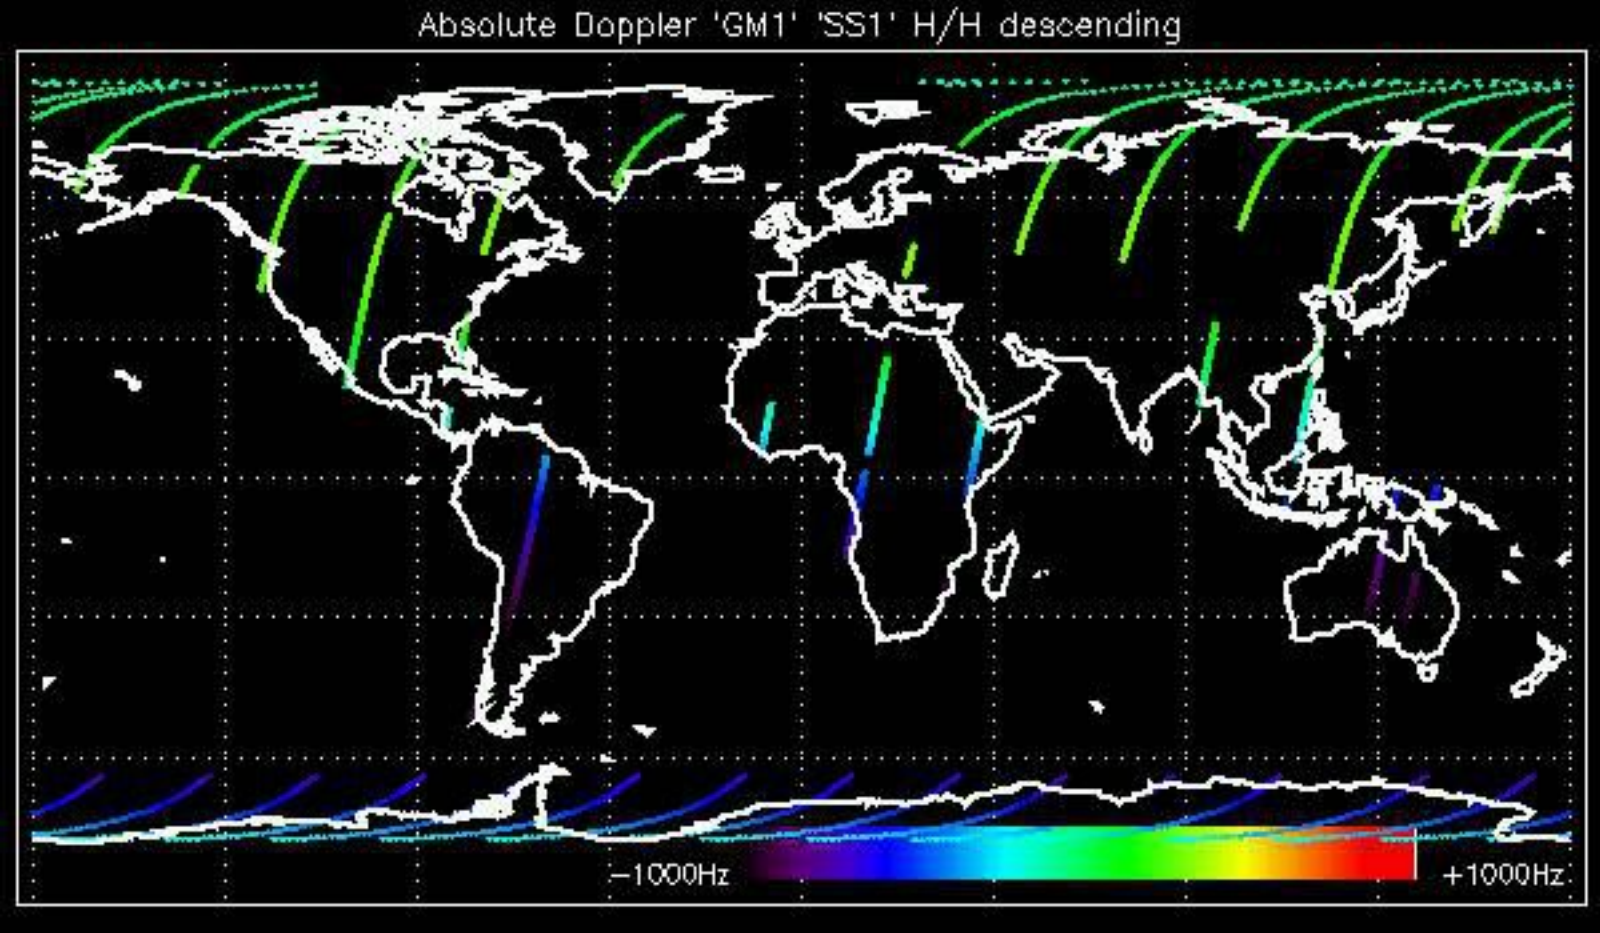 Absolute Doppler 'GM1' 'SS1' H/H descending
−1000Hz +1000Hz